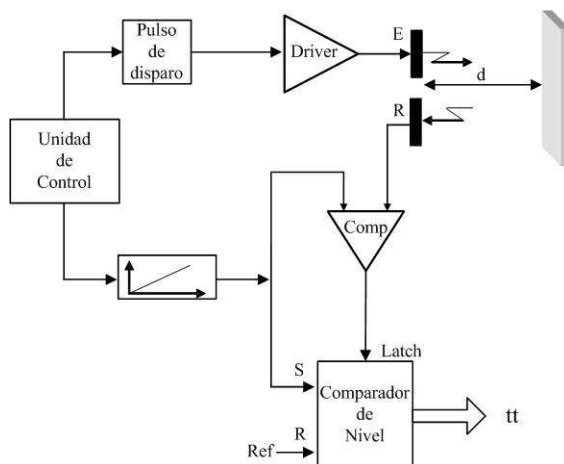 Pulso
de
disparo
Driver
E
d
R
Unidad
de
Control
Comp
Latch
S
Comparador
de
Nivel
R
Ref
tt